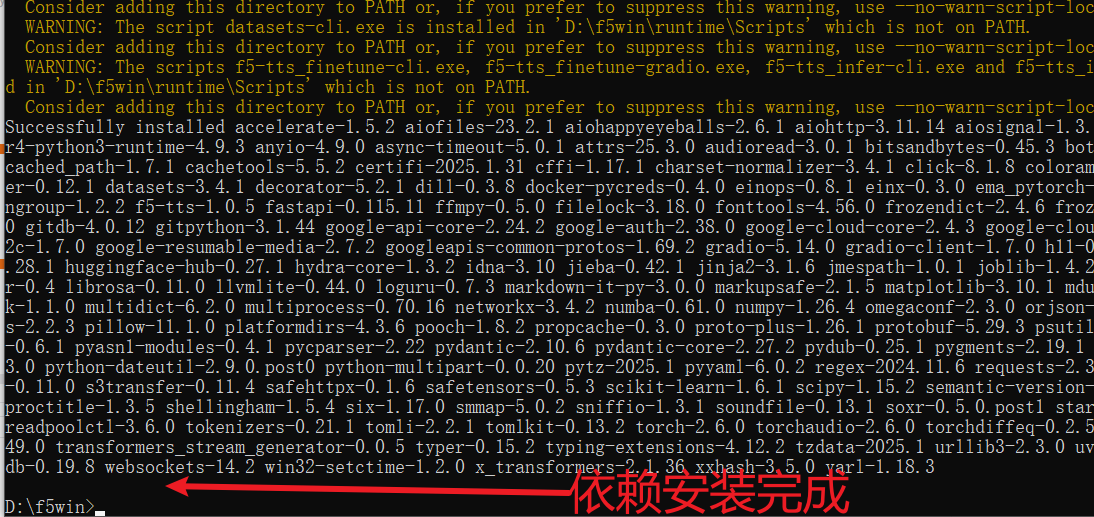 Consider adding this directory to PATH or, if you prefer to suppress this warning, use --no-warn-script-loc
WARNING: The script datasets-cli.exe is installed in 'D:\f5win\runtime\Scripts' which is not on PATH.
Consider adding this directory to PATH or, if you prefer to suppress this warning, use --no-warn-script-loc
WARNING: The scripts f5-tts_finetune-cli.exe, f5-tts_finetune-gradio.exe, f5-tts_infer-cli.exe and f5-tts_i
d in 'D:\f5win\runtime\Scripts' which is not on PATH.
Consider adding this directory to PATH or, if you prefer to suppress this warning, use --no-warn-script-loc
Successfully installed accelerate-1.5.2 aiofiles-23.2.1 aiohappyeyeballs-2.6.1 aiohttp-3.11.14 aiosignal-1.3.
r4-python3-runtime-4.9.3 anyio-4.9.0 async-timeout-5.0.1 attrs-25.3.0 audioread-3.0.1 bitsandbytes-0.45.3 bot
cached_path-1.7.1 cachetools-5.5.2 certifi-2025.1.31 cffi-1.17.1 charset-normalizer-3.4.1 click-8.1.8 coloram
er-0.12.1 datasets-3.4.1 decorator-5.2.1 dill-0.3.8 docker-pycreds-0.4.0 einops-0.8.1 einx-0.3.0 ema_pytorch-
ngroup-1.2.2 f5-tts-1.0.5 fastapi-0.115.11 ffmpy-0.5.0 filelock-3.18.0 fonttools-4.56.0 frozendict-2.4.6 froz
0 gitdb-4.0.12 gitpython-3.1.44 google-api-core-2.24.2 google-auth-2.38.0 google-cloud-core-2.4.3 google-clou
2c-1.7.0 google-resumable-media-2.7.2 googleapis-common-protos-1.69.2 gradio-5.14.0 gradio-client-1.7.0 h11-0
.28.1 huggingface-hub-0.27.1 hydra-core-1.3.2 idna-3.10 jieba-0.42.1 jinja2-3.1.6 jmespath-1.0.1 joblib-1.4.2
r-0.4 librosa-0.11.0 llvmlite-0.44.0 loguru-0.7.3 markdown-it-py-3.0.0 markupsafe-2.1.5 matplotlib-3.10.1 mdu
k-1.1.0 multidict-6.2.0 multiprocess-0.70.16 networkx-3.4.2 numba-0.61.0 numpy-1.26.4 omegaconf-2.3.0 orjson-
s-2.2.3 pillow-11.1.0 platformdirs-4.3.6 pooch-1.8.2 propcache-0.3.0 proto-plus-1.26.1 protobuf-5.29.3 psutil
-0.6.1 pyasn1-modules-0.4.1 pycparser-2.22 pydantic-2.10.6 pydantic-core-2.27.2 pydub-0.25.1 pygments-2.19.1
3.0 python-dateutil-2.9.0.post0 python-multipart-0.0.20 pytz-2025.1 pyyaml-6.0.2 regex-2024.11.6 requests-2.3
-0.11.0 s3transfer-0.11.4 safehttpx-0.1.6 safetensors-0.5.3 scikit-learn-1.6.1 scipy-1.15.2 semantic-version-
proctitle-1.3.5 shellingham-1.5.4 six-1.17.0 smmap-5.0.2 sniffio-1.3.1 soundfile-0.13.1 soxr-0.5.0.post1 star
readpoolctl-3.6.0 tokenizers-0.21.1 tomli-2.2.1 tomlkit-0.13.2 torch-2.6.0 torchaudio-2.6.0 torchdiffeq-0.2.5
49.0 transformers_stream_generator-0.0.5 typer-0.15.2 typing-extensions-4.12.2 tzdata-2025.1 urllib3-2.3.0 uv
db-0.19.8 websockets-14.2 win32-setctime-1.2.0 x_transformers-2.1.36 xxhash-3.5.0 yarl-1.18.3
依赖安装完成
D:\f5win>